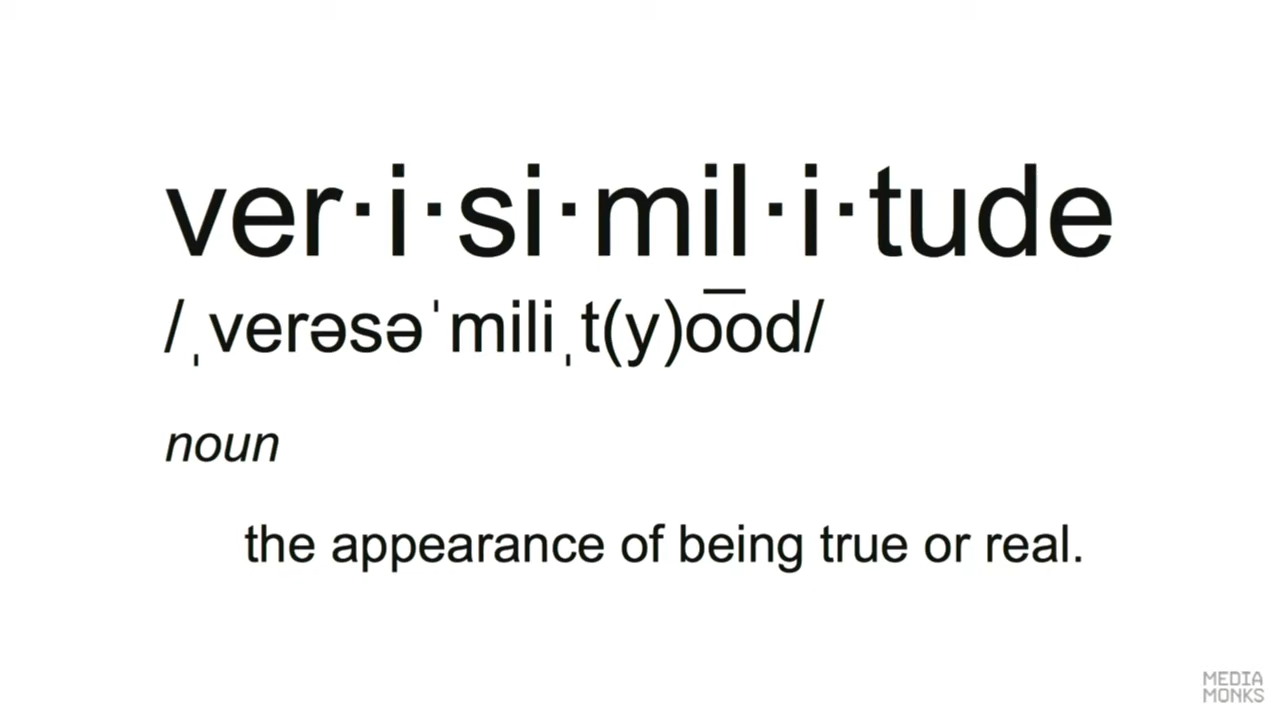 ver·i·si·mil·i·tude
/ˌverəsəˈmiliˌt(y)o͞od/
noun
the appearance of being true or real.
MEDIA
MONKS